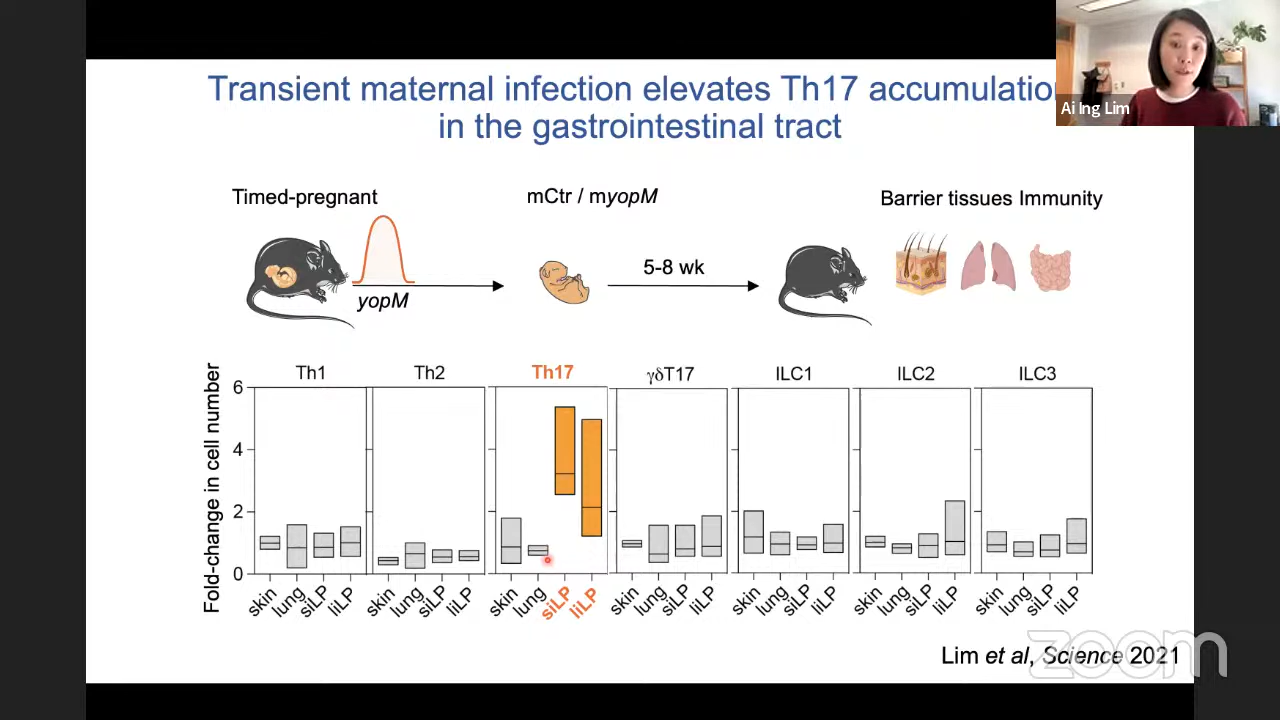 Transient maternal infection elevates Th17 accumulatio
in the gastrointestinal tract
Ai Ing Lim
Timed-pregnant
mCtr / myopM
Barrier tissues Immunity
yopM
5-8 wk
Fold-change in cell number
6
4
2
0
Th1
Th2
Th17
γδT17
ILC1
ILC2
ILC3
skin lung siLP liLP
skin lung siLP liLP
skin lung siLP liLP
skin lung siLP liLP
skin lung siLP liLP
skin lung siLP liLP
skin lung siLP liLP
Lim et al, Science 2021
zoom